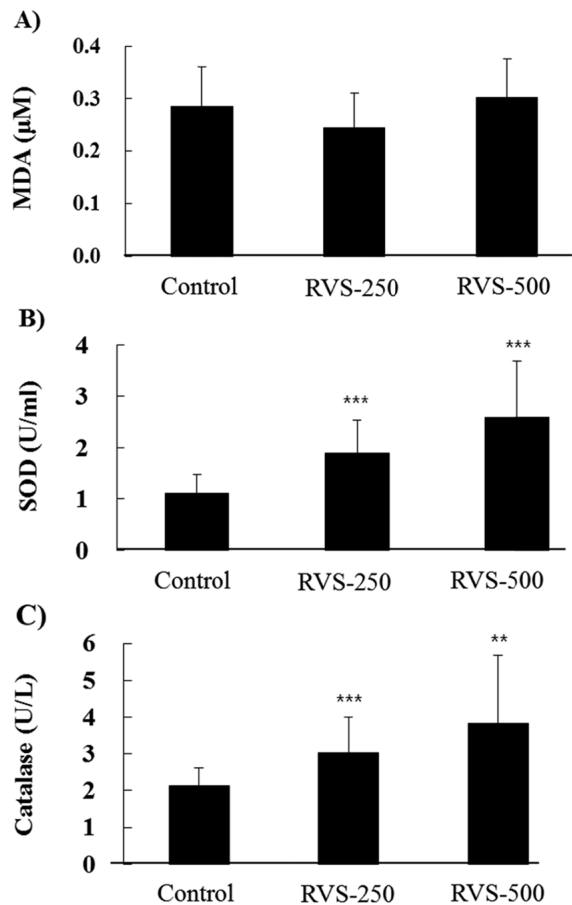 A)
MDA (μM)
0.4
0.3
0.2
0.1
0.0
Control RVS-250 RVS-500
B)
SOD (U/ml)
4
3
2
1
0
***
***
Control RVS-250 RVS-500
C)
Catalase (U/L)
6
5
4
3
2
1
0
***
**
Control RVS-250 RVS-500